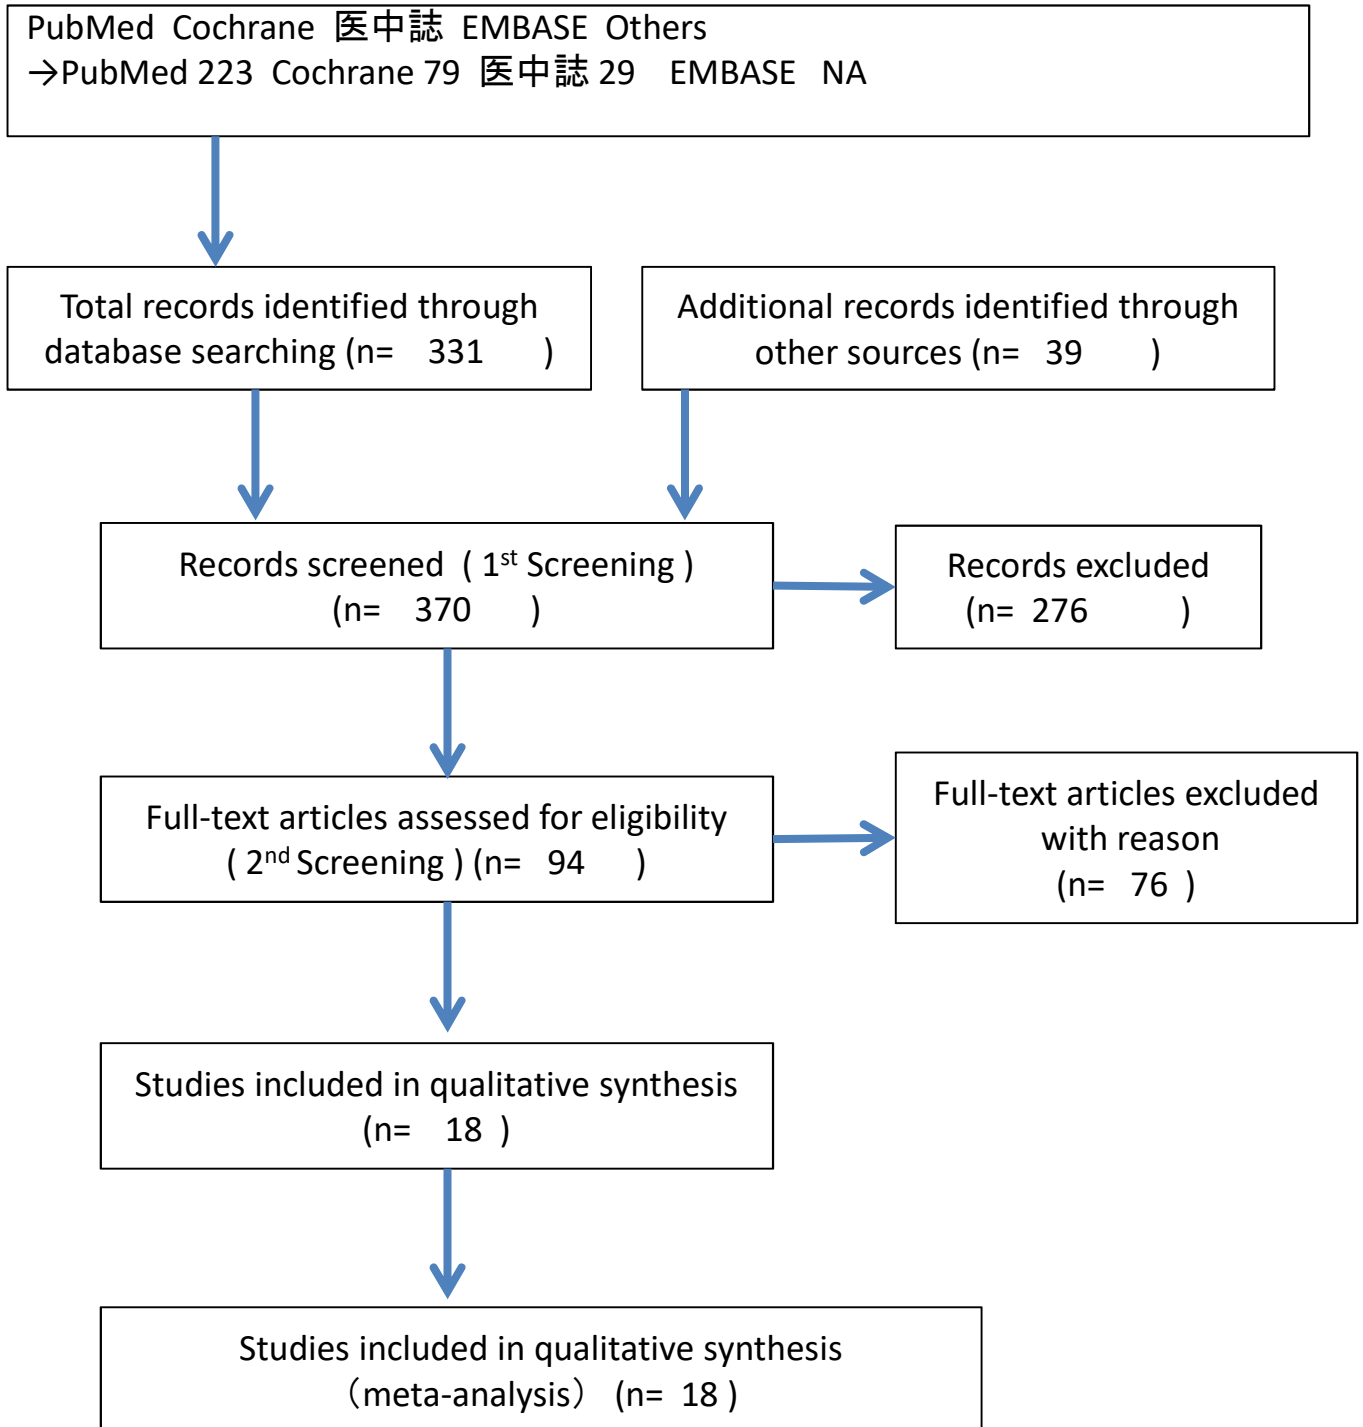 PubMed Cochrane 医中誌 EMBASE Others
→PubMed 223 Cochrane 79 医中誌 29 EMBASE NA
Total records identified through
database searching (n= 331 )
Additional records identified through
other sources (n= 39 )
Records screened ( 1st Screening )
(n= 370 )
Records excluded
(n= 276 )
Full-text articles assessed for eligibility
( 2nd Screening ) (n= 94 )
Full-text articles excluded
with reason
(n= 76 )
Studies included in qualitative synthesis
(n= 18 )
Studies included in qualitative synthesis
（meta-analysis） (n= 18 )